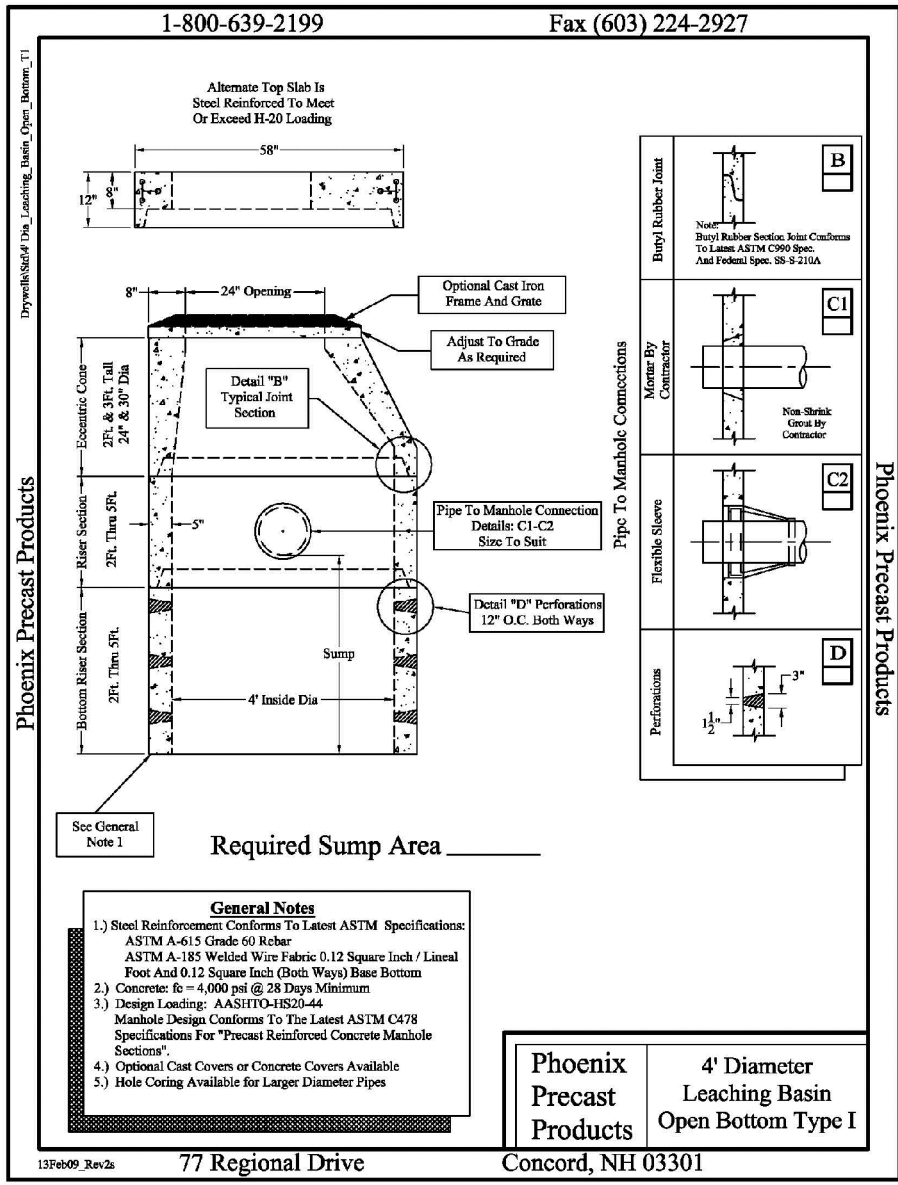 1-800-639-2199
Fax (603) 224-2927
Drywells\Std\4' Dia_Leaching_Basin_Open_Bottom_T1
Phoenix Precast Products
Alternate Top Slab Is
Steel Reinforced To Meet
Or Exceed H-20 Loading
58"
12"
8"
8"
24" Opening
Optional Cast Iron
Frame And Grate
Adjust To Grade
As Required
Detail "B"
Typical Joint
Section
Eccentric Cone
2Ft. & 3Ft. Tall
24" & 30" Dia
Riser Section
2Ft. Thru 5Ft.
5"
Pipe To Manhole Connection
Details: C1-C2
Size To Suit
Detail "D" Perforations
12" O.C. Both Ways
Bottom Riser Section
2Ft. Thru 5Ft.
Sump
4' Inside Dia
See General
Note 1
Required Sump Area
Pipe To Manhole Connections
Butyl Rubber Joint
B
Note:
Butyl Rubber Section Joint Conforms
To Latest ASTM C990 Spec.
And Federal Spec. SS-S-210A
Mortar By
Contractor
C1
Non-Shrink
Grout By
Contractor
Flexible Sleeve
C2
Perforations
D
3"
1 1/2"
Phoenix Precast Products
General Notes
1.) Steel Reinforcement Conforms To Latest ASTM Specifications:
ASTM A-615 Grade 60 Rebar
ASTM A-185 Welded Wire Fabric 0.12 Square Inch / Lineal
Foot And 0.12 Square Inch (Both Ways) Base Bottom
2.) Concrete: fc = 4,000 psi @ 28 Days Minimum
3.) Design Loading: AASHTO-HS20-44
Manhole Design Conforms To The Latest ASTM C478
Specifications For "Precast Reinforced Concrete Manhole
Sections".
4.) Optional Cast Covers or Concrete Covers Available
5.) Hole Coring Available for Larger Diameter Pipes
Phoenix
Precast
Products
4' Diameter
Leaching Basin
Open Bottom Type I
13Feb09_Rev2s
77 Regional Drive
Concord, NH 03301